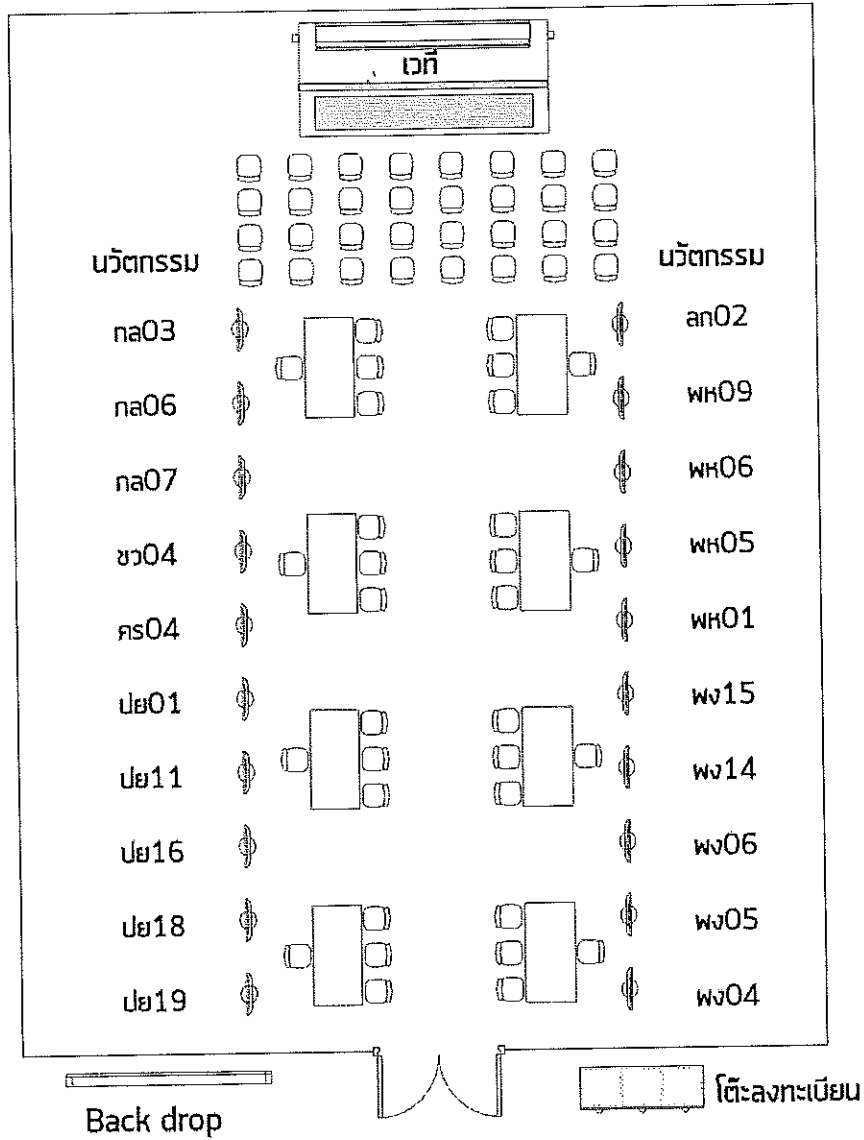 เวที
นวัตกรรม
กล03
กล06
กล07
ชว04
ศร04
ปย01
ปย11
ปย16
ปย18
ปย19
นวัตกรรม
ลก02
พห09
พห06
พห05
พห01
พง15
พง14
พง06
พง05
พง04
Back drop
โต๊ะลงทะเบียน